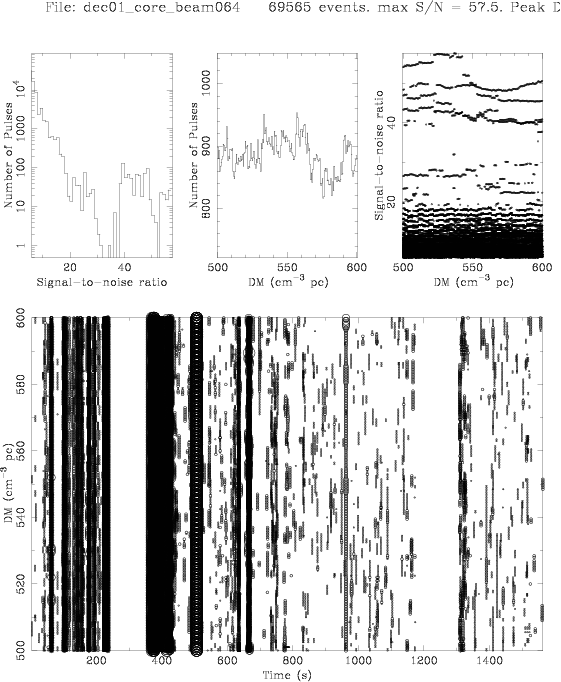 File: dec01_core_beam064 69565 events. max S/N = 57.5. Peak D
Number of Pulses
10⁴
1000
100
10
1
20 40
Signal-to-noise ratio
Number of Pulses
1000
900
800
500 550 600
DM (cm⁻³ pc)
Signal-to-noise ratio
40
20
500 550 600
DM (cm⁻³ pc)
DM (cm⁻³ pc)
600
580
560
540
520
500
200 400 600 800 1000 1200 1400
Time (s)